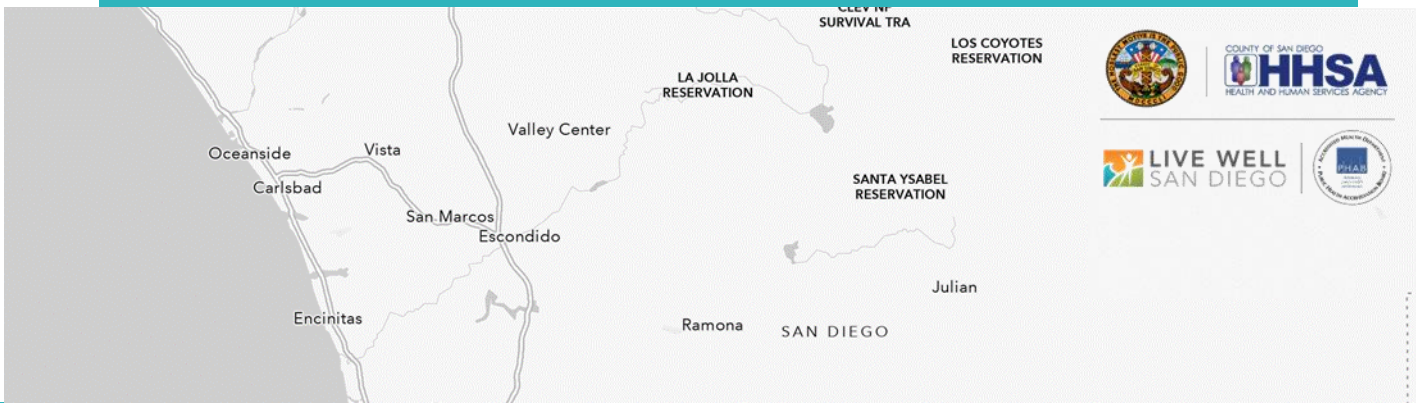 CLEV NF
SURVIVAL TRA
LOS COYOTES
RESERVATION
LA JOLLA
RESERVATION
Valley Center
Oceanside
Vista
Carlsbad
SANTA YSABEL
RESERVATION
San Marcos
Escondido
Julian
Encinitas
Ramona
SAN DIEGO
COUNTY OF SAN DIEGO
HHSA
HEALTH AND HUMAN SERVICES AGENCY
LIVE WELL
SAN DIEGO
PHAB